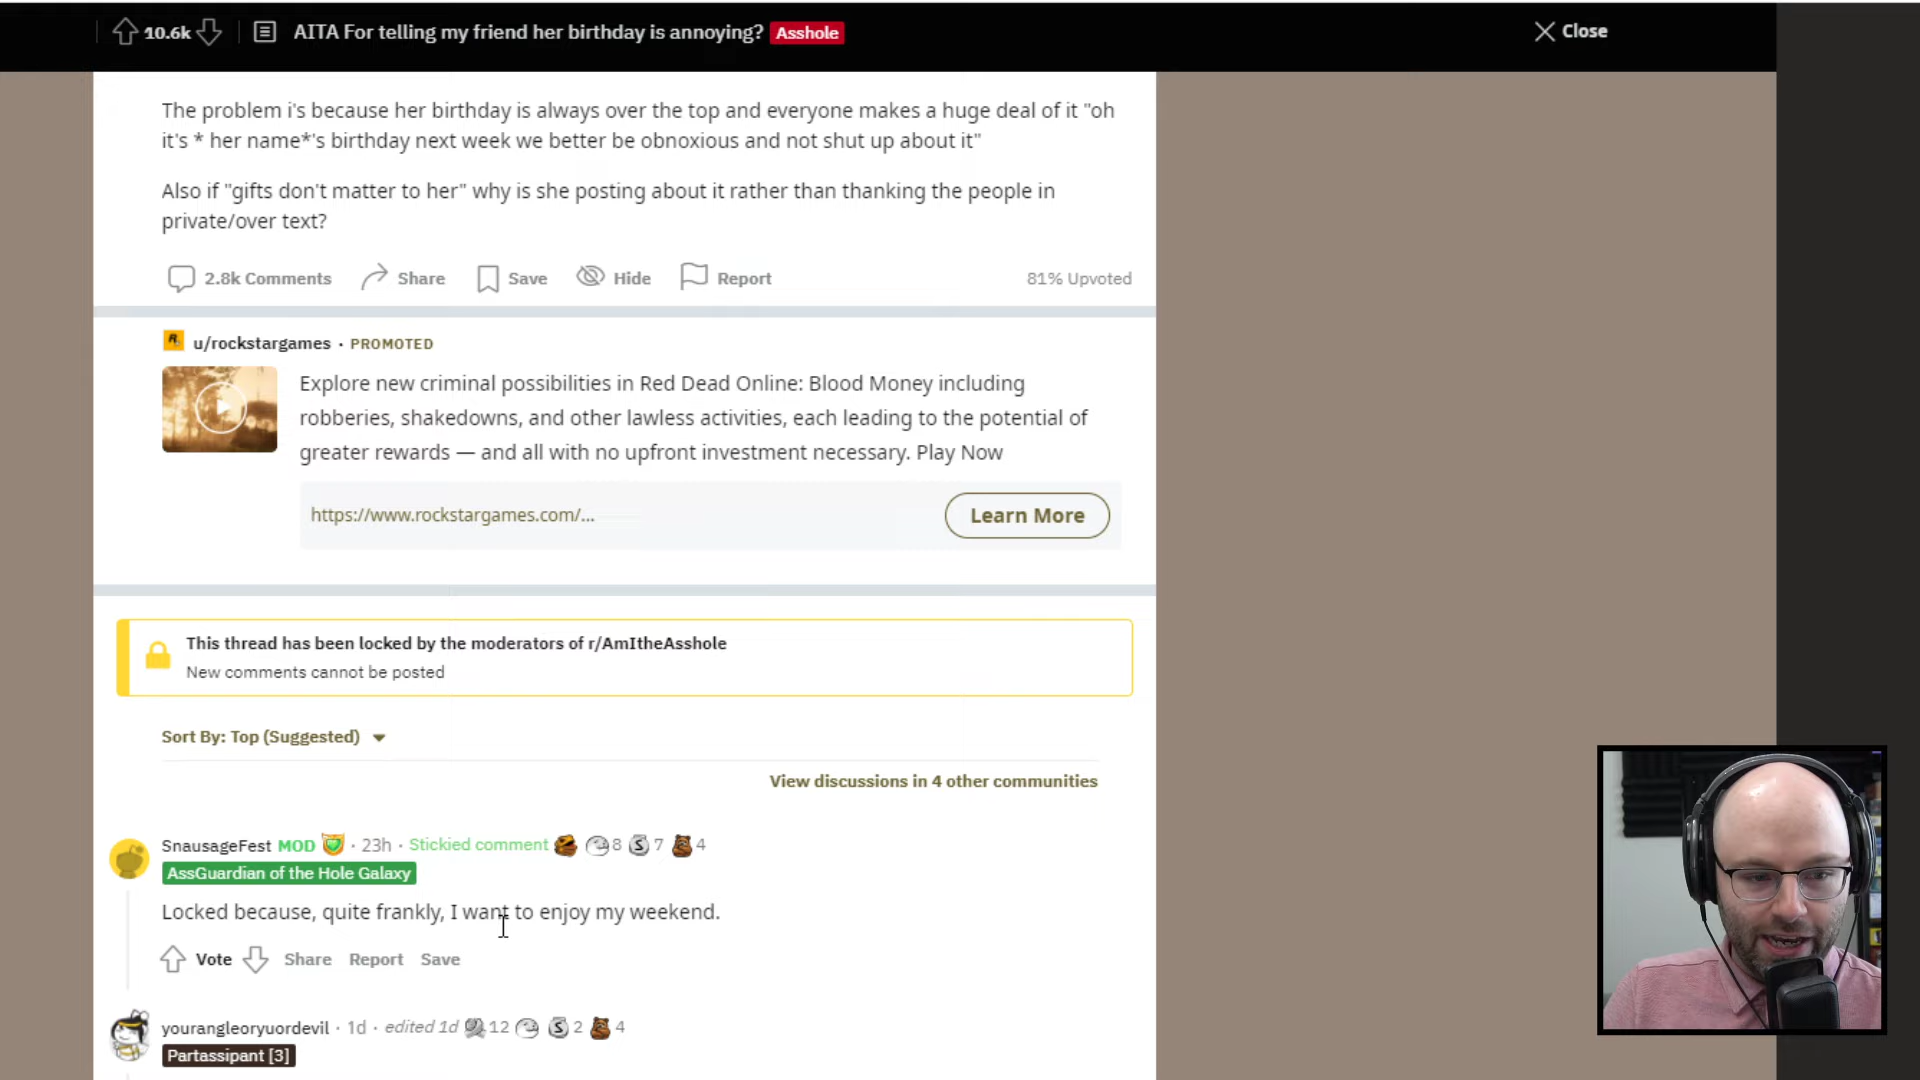 10.6k AITA For telling my friend her birthday is annoying? Asshole Close
The problem i's because her birthday is always over the top and everyone makes a huge deal of it "oh
it's * her name*'s birthday next week we better be obnoxious and not shut up about it"
Also if "gifts don't matter to her" why is she posting about it rather than thanking the people in
private/over text?
2.8k Comments Share Save Hide Report 81% Upvoted
u/rockstargames · PROMOTED
Explore new criminal possibilities in Red Dead Online: Blood Money including
robberies, shakedowns, and other lawless activities, each leading to the potential of
greater rewards — and all with no upfront investment necessary. Play Now
https://www.rockstargames.com/... Learn More
This thread has been locked by the moderators of r/AmItheAsshole
New comments cannot be posted
Sort By: Top (Suggested)
View discussions in 4 other communities
SnausageFest MOD · 23h · Stickied comment 8 7 4
AssGuardian of the Hole Galaxy
Locked because, quite frankly, I want to enjoy my weekend.
Vote Share Report Save
yourangleoryuordevil · 1d · edited 1d 12 2 4
Partassipant [3]